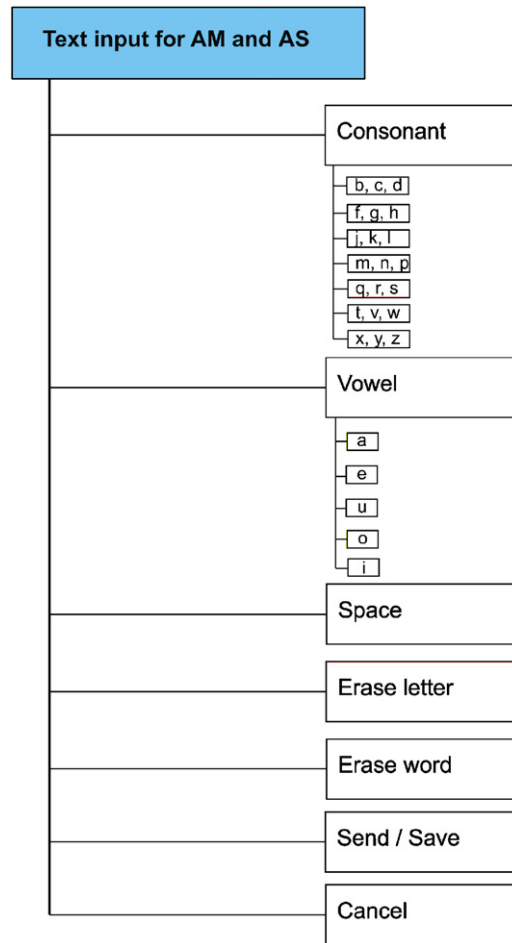 Text input for AM and AS
Consonant
b, c, d
f, g, h
j, k, l
m, n, p
q, r, s
t, v, w
x, y, z
Vowel
a
e
u
o
i
Space
Erase letter
Erase word
Send / Save
Cancel